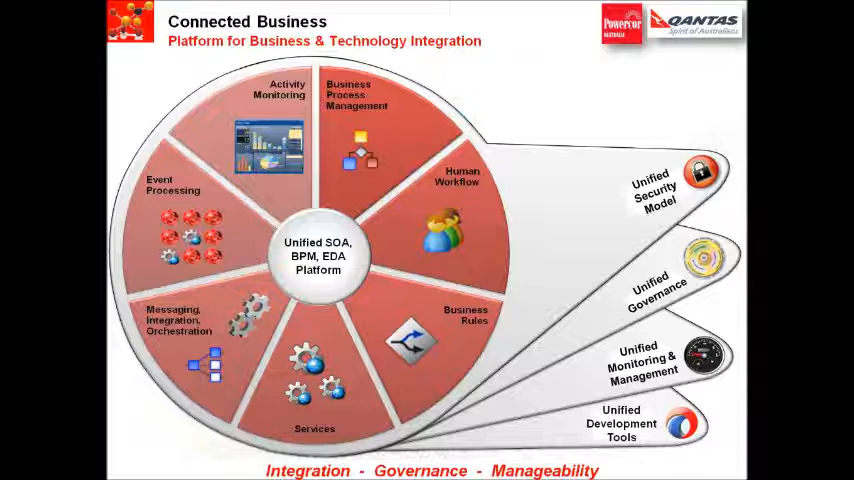 Connected Business
Platform for Business & Technology Integration
Powercor
AUSTRALIA
QANTAS
Spirit of Australians
Activity
Monitoring
Business
Process
Management
Event
Processing
Human
Workflow
Unified SOA,
BPM, EDA
Platform
Messaging,
Integration,
Orchestration
Business
Rules
Services
Unified
Security
Model
Unified
Governance
Unified
Monitoring &
Management
Unified
Development
Tools
Integration - Governance - Manageability